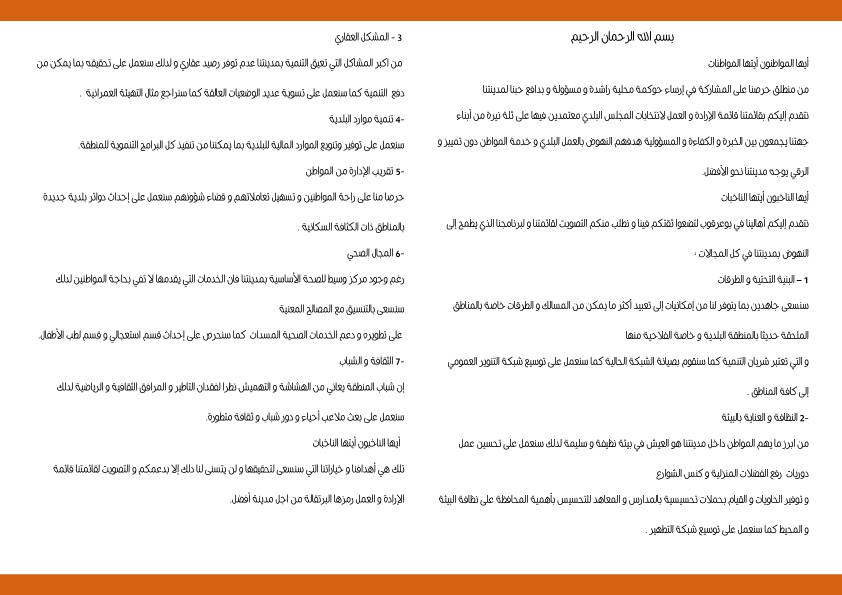 بسم الله الرحمان الرحيم
أيها المواطنون أيتها المواطنات
من منطلق حرصنا على المشاركة في إرساء حوكمة محلية راشدة و مسؤولة و بدافع حبنا لمدينتنا
نتقدم إليكم بقائمتنا قائمة الإرادة و العمل لانتخابات المجلس البلدي معتمدين فيها على ثلة نيرة من أبناء
جهتنا يجمعون بين الخبرة و الكفاءة و المسؤولية هدفهم النهوض بالعمل البلدي و خدمة المواطن دون تمييز و
الرقي بوجه مدينتنا نحو الأفضل.
أيها الناخبون أيتها الناخبات
نتقدم إليكم أهالينا في بوعرقوب لتضعوا ثقتكم فينا و نطلب منكم التصويت لقائمتنا و لبرنامجنا الذي يطمح إلى
النهوض بمدينتنا في كل المجالات :
1 – البنية التحتية و الطرقات
سنسعى جاهدين بما يتوفر لنا من إمكانيات إلى تعبيد أكثر ما يمكن من المسالك و الطرقات خاصة بالمناطق
الملحقة حديثا بالمنطقة البلدية و خاصة الفلاحية منها
و التي تعتبر شريان التنمية كما سنقوم بصيانة الشبكة الحالية كما سنعمل على توسيع شبكة التنوير العمومي
إلى كافة المناطق .
-2 النظافة و العناية بالبيئة
من ابرز ما يهم المواطن داخل مدينتنا هو العيش في بيئة نظيفة و سليمة لدلك سنعمل على تحسين عمل
دوريات رفع الفضلات المنزلية و كنس الشوارع
و توفير الحاويات و القيام بحملات تحسيسية بالمدارس و المعاهد للتحسيس بأهمية المحافظة على نظافة البيئة
و المحيط كما سنعمل على توسيع شبكة التطهير .
3 - المشكل العقاري
من اكبر المشاكل التي تعيق التنمية بمدينتنا عدم توفر رصيد عقاري و لدلك سنعمل على تحقيقه بما يمكن من
دفع التنمية كما سنعمل على تسوية عديد الوضعيات العالقة كما سنراجع مثال التهيئة العمرانية .
-4 تنمية موارد البلدية
سنعمل على توفير وتنويع الموارد المالية للبلدية بما يمكننا من تنفيذ كل البرامج التنموية للمنطقة.
-5 تقريب الإدارة من المواطن
حرصا منا على راحة المواطنين و تسهيل تعاملاتهم و قضاء شؤونهم سنعمل على إحداث دوائر بلدية جديدة
بالمناطق ذات الكثافة السكانية .
-6 المجال الصحي
رغم وجود مركز وسيط للصحة الأساسية بمدينتنا فان الخدمات التي يقدمها لا تفي بحاجة المواطنين لدلك
سنسعى بالتنسيق مع المصالح المعنية
على تطويره و دعم الخدمات الصحية المسدات كما سنحرص على إحداث قسم استعجالي و قسم لطب الأطفال.
-7 الثقافة و الشباب
إن شباب المنطقة يعاني من الهشاشة و التهميش نظرا لفقدان التاطير و المرافق الثقافية و الرياضية لدلك
سنعمل على بعث ملاعب أحياء و دور شباب و ثقافة متطورة.
أيها الناخبون أيتها الناخبات
تلك هي أهدافنا و خياراتنا التي سنسعى لتحقيقها و لن يتسنى لنا دلك إلا بدعمكم و التصويت لقائمتنا قائمة
الإرادة و العمل رمزها البرتقالة من اجل مدينة أفضل.